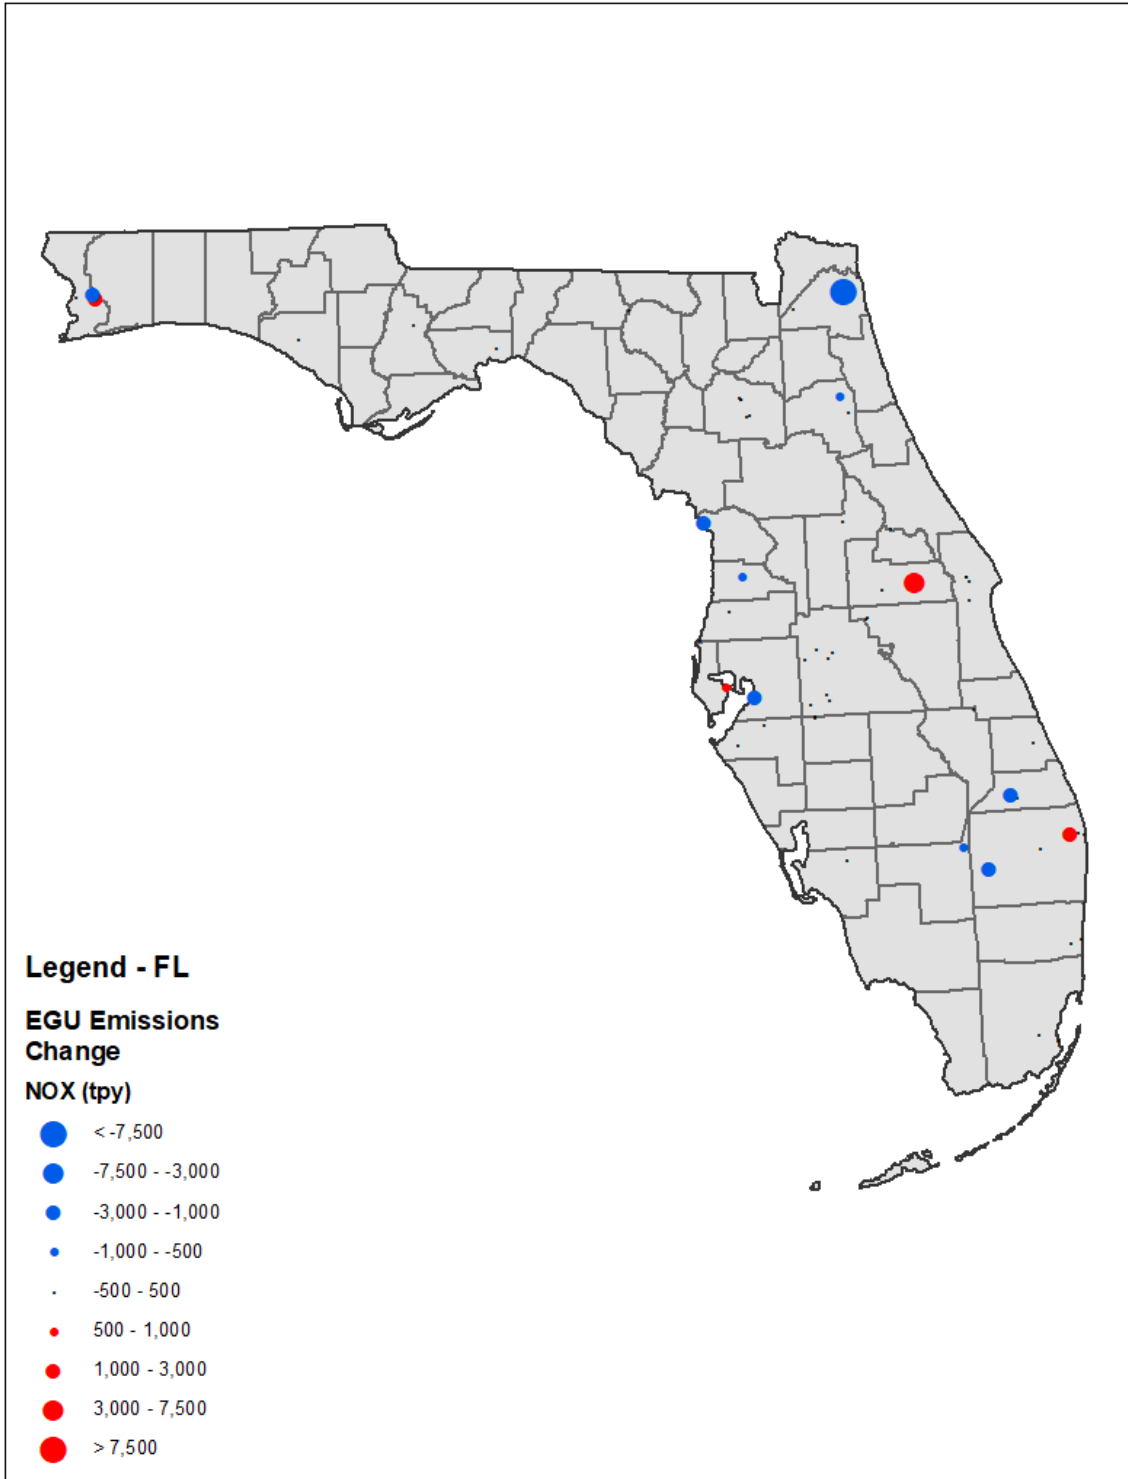 Legend - FL
EGU Emissions
Change
NOX (tpy)
< -7,500
-7,500 - -3,000
-3,000 - -1,000
-1,000 - -500
-500 - 500
500 - 1,000
1,000 - 3,000
3,000 - 7,500
> 7,500